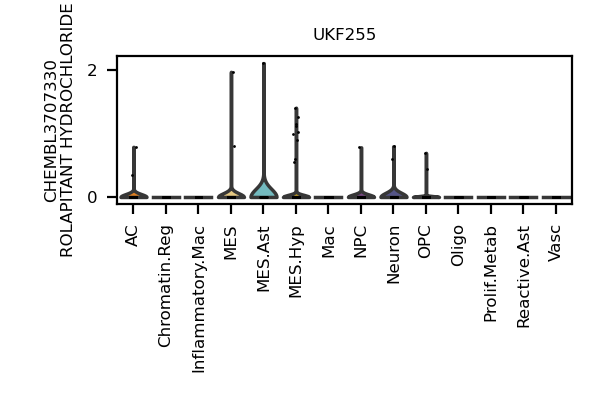 UKF255
CHEMBL3707330
ROLAPITANT HYDROCHLORIDE
2
0
AC
Chromatin.Reg
Inflammatory.Mac
MES
MES.Ast
MES.Hyp
Mac
NPC
Neuron
OPC
Oligo
Prolif.Metab
Reactive.Ast
Vasc